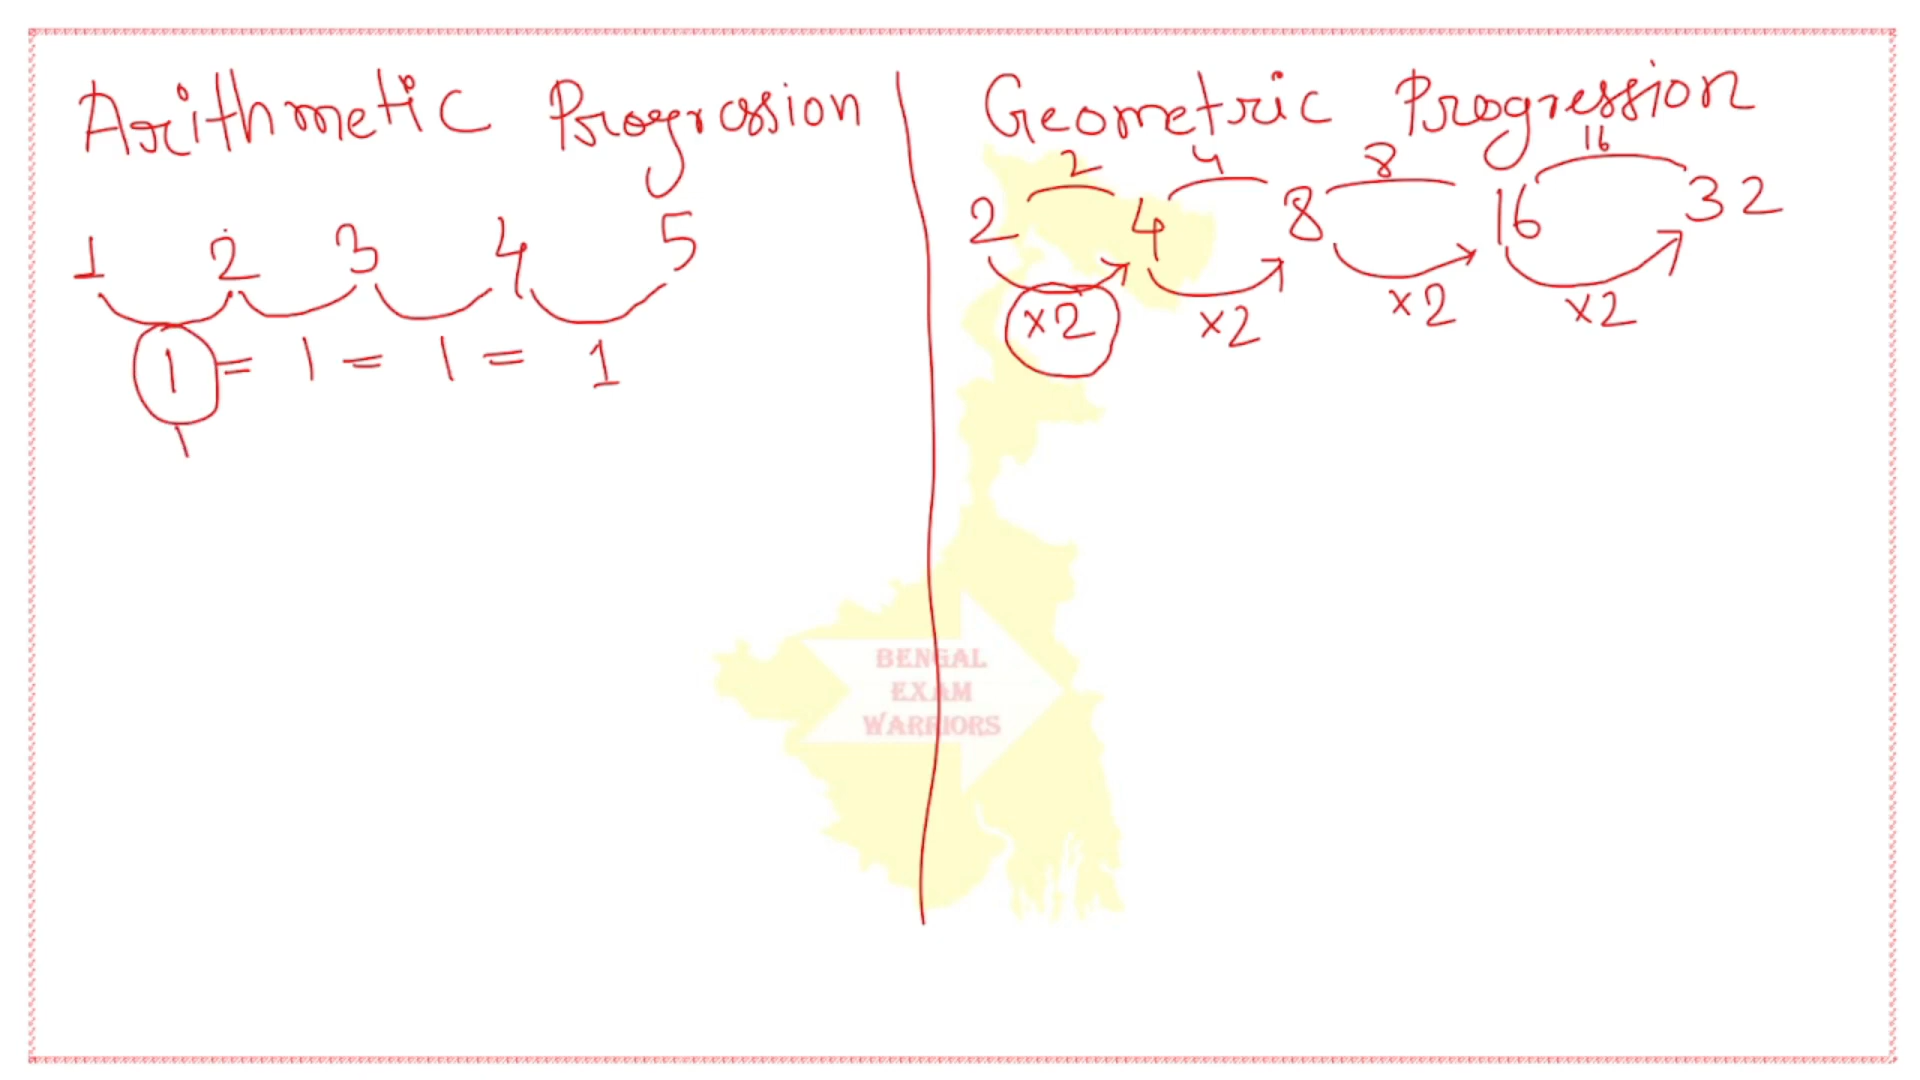 Arithmetic Progression
1 2 3 4 5
1 = 1 = 1 = 1
Geometric Progression
2 4 8 16
2 4 8 16 32
×2 ×2 ×2 ×2
BENGAL
EXAM
WARRIORS